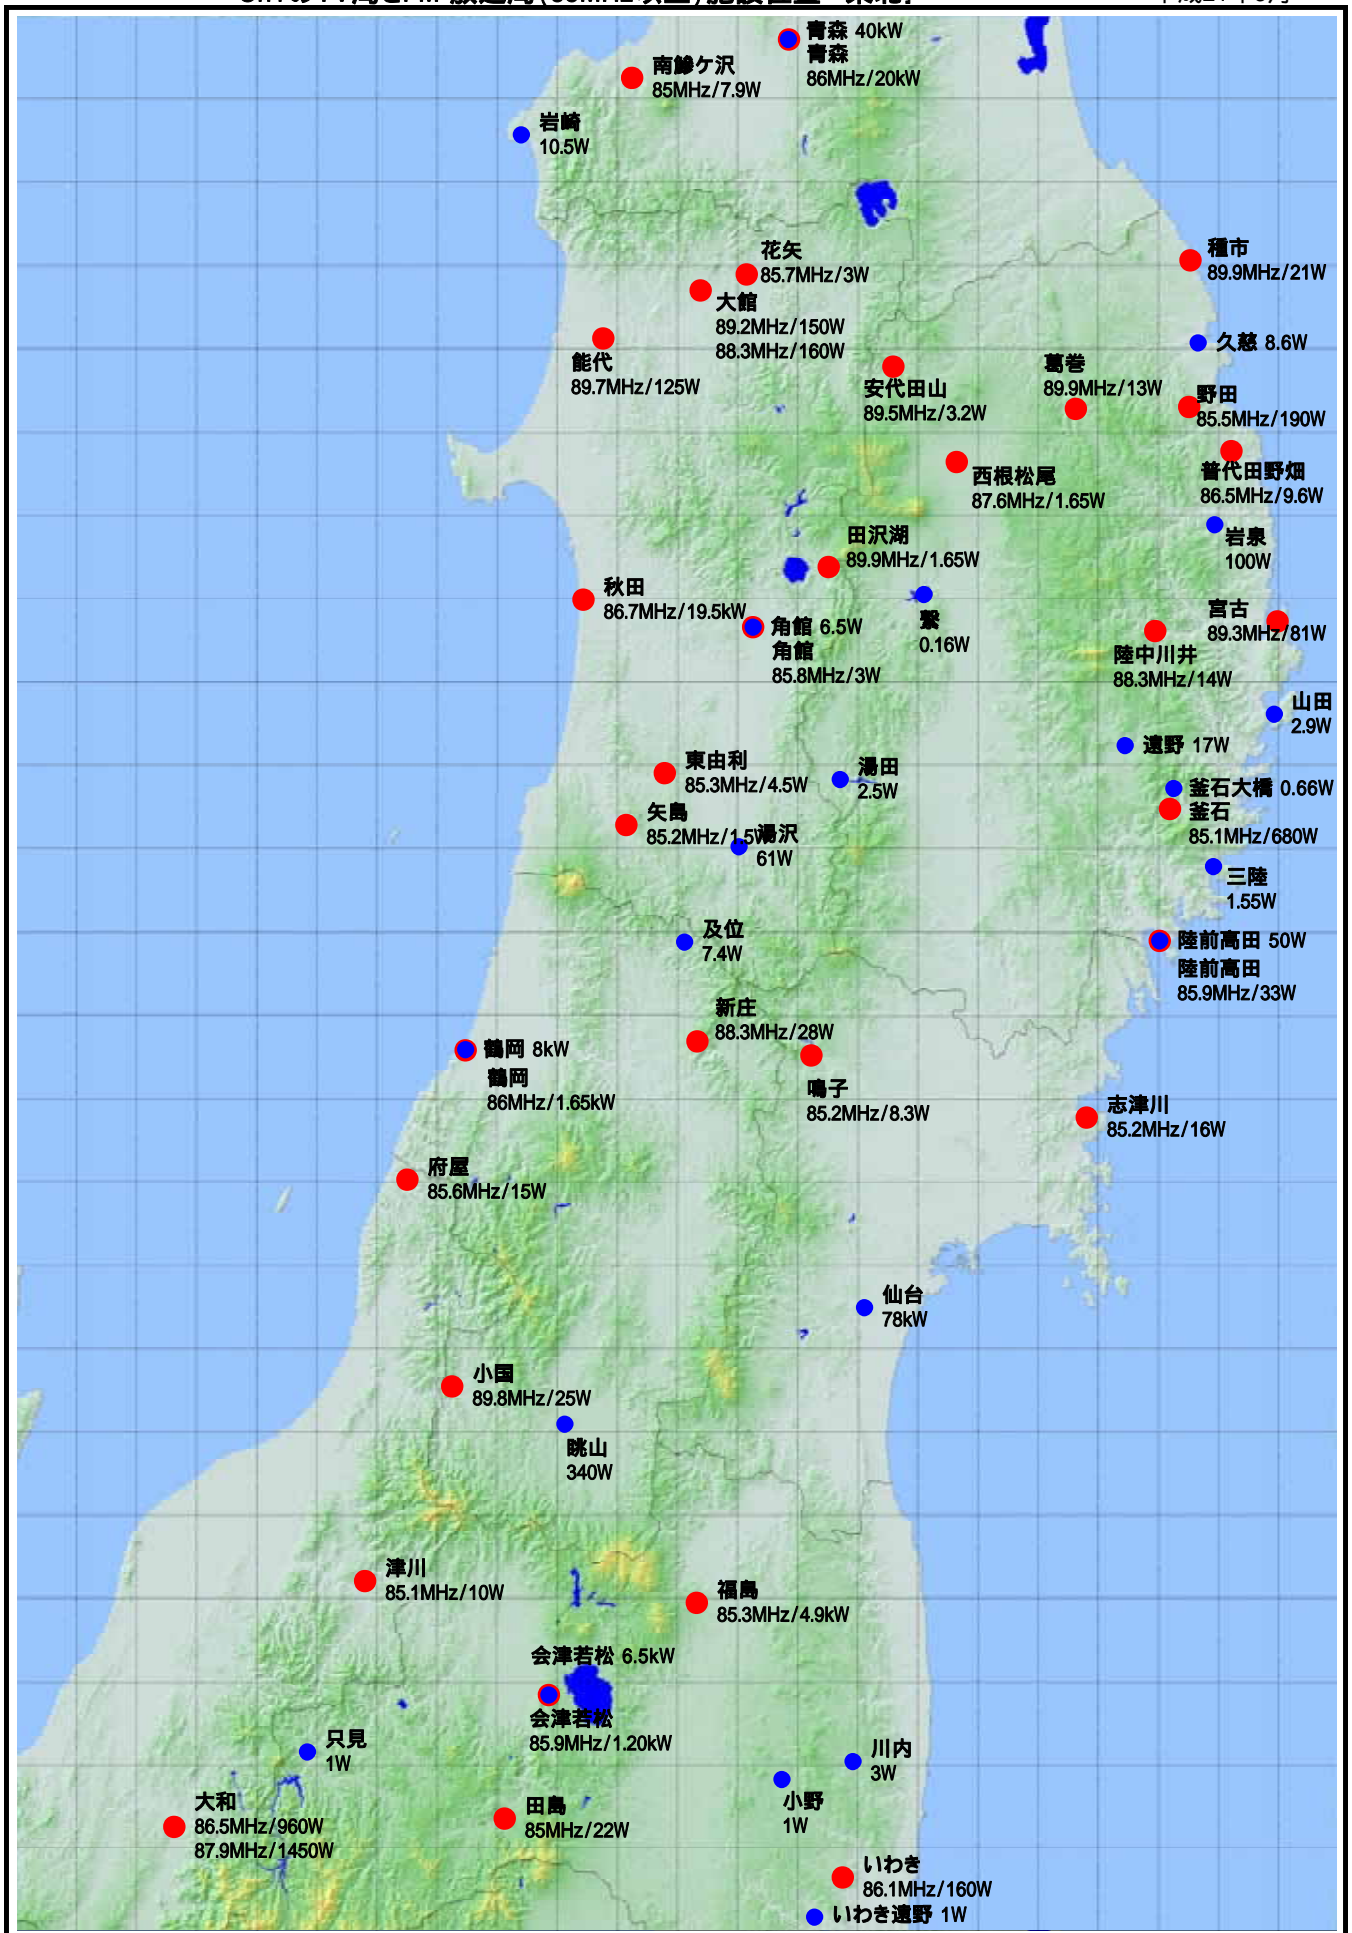 青森 40kW
青森
86MHz/20kW
南鰺ケ沢
85MHz/7.9W
岩崎
10.5W
花矢
85.7MHz/3W
種市
89.9MHz/21W
大館
89.2MHz/150W
88.3MHz/160W
久慈 8.6W
能代
89.7MHz/125W
安代田山
89.5MHz/3.2W
葛巻
89.9MHz/13W
野田
85.5MHz/190W
西根松尾
87.6MHz/1.65W
普代田野畑
86.5MHz/9.6W
岩泉
100W
田沢湖
89.9MHz/1.65W
秋田
86.7MHz/19.5kW
繋
0.16W
宮古
89.3MHz/81W
角館 6.5W
角館
85.8MHz/3W
陸中川井
88.3MHz/14W
山田
2.9W
遠野 17W
東由利
85.3MHz/4.5W
湯田
2.5W
釜石大橋 0.66W
釜石
85.1MHz/680W
矢島
85.2MHz/1.5W
湯沢
61W
三陸
1.55W
及位
7.4W
陸前高田 50W
陸前高田
85.9MHz/33W
新庄
88.3MHz/28W
鶴岡 8kW
鶴岡
86MHz/1.65kW
鳴子
85.2MHz/8.3W
志津川
85.2MHz/16W
府屋
85.6MHz/15W
仙台
78kW
小国
89.8MHz/25W
眺山
340W
津川
85.1MHz/10W
福島
85.3MHz/4.9kW
会津若松 6.5kW
会津若松
85.9MHz/1.20kW
只見
1W
川内
3W
小野
1W
大和
86.5MHz/960W
87.9MHz/1450W
田島
85MHz/22W
いわき
86.1MHz/160W
いわき遠野 1W